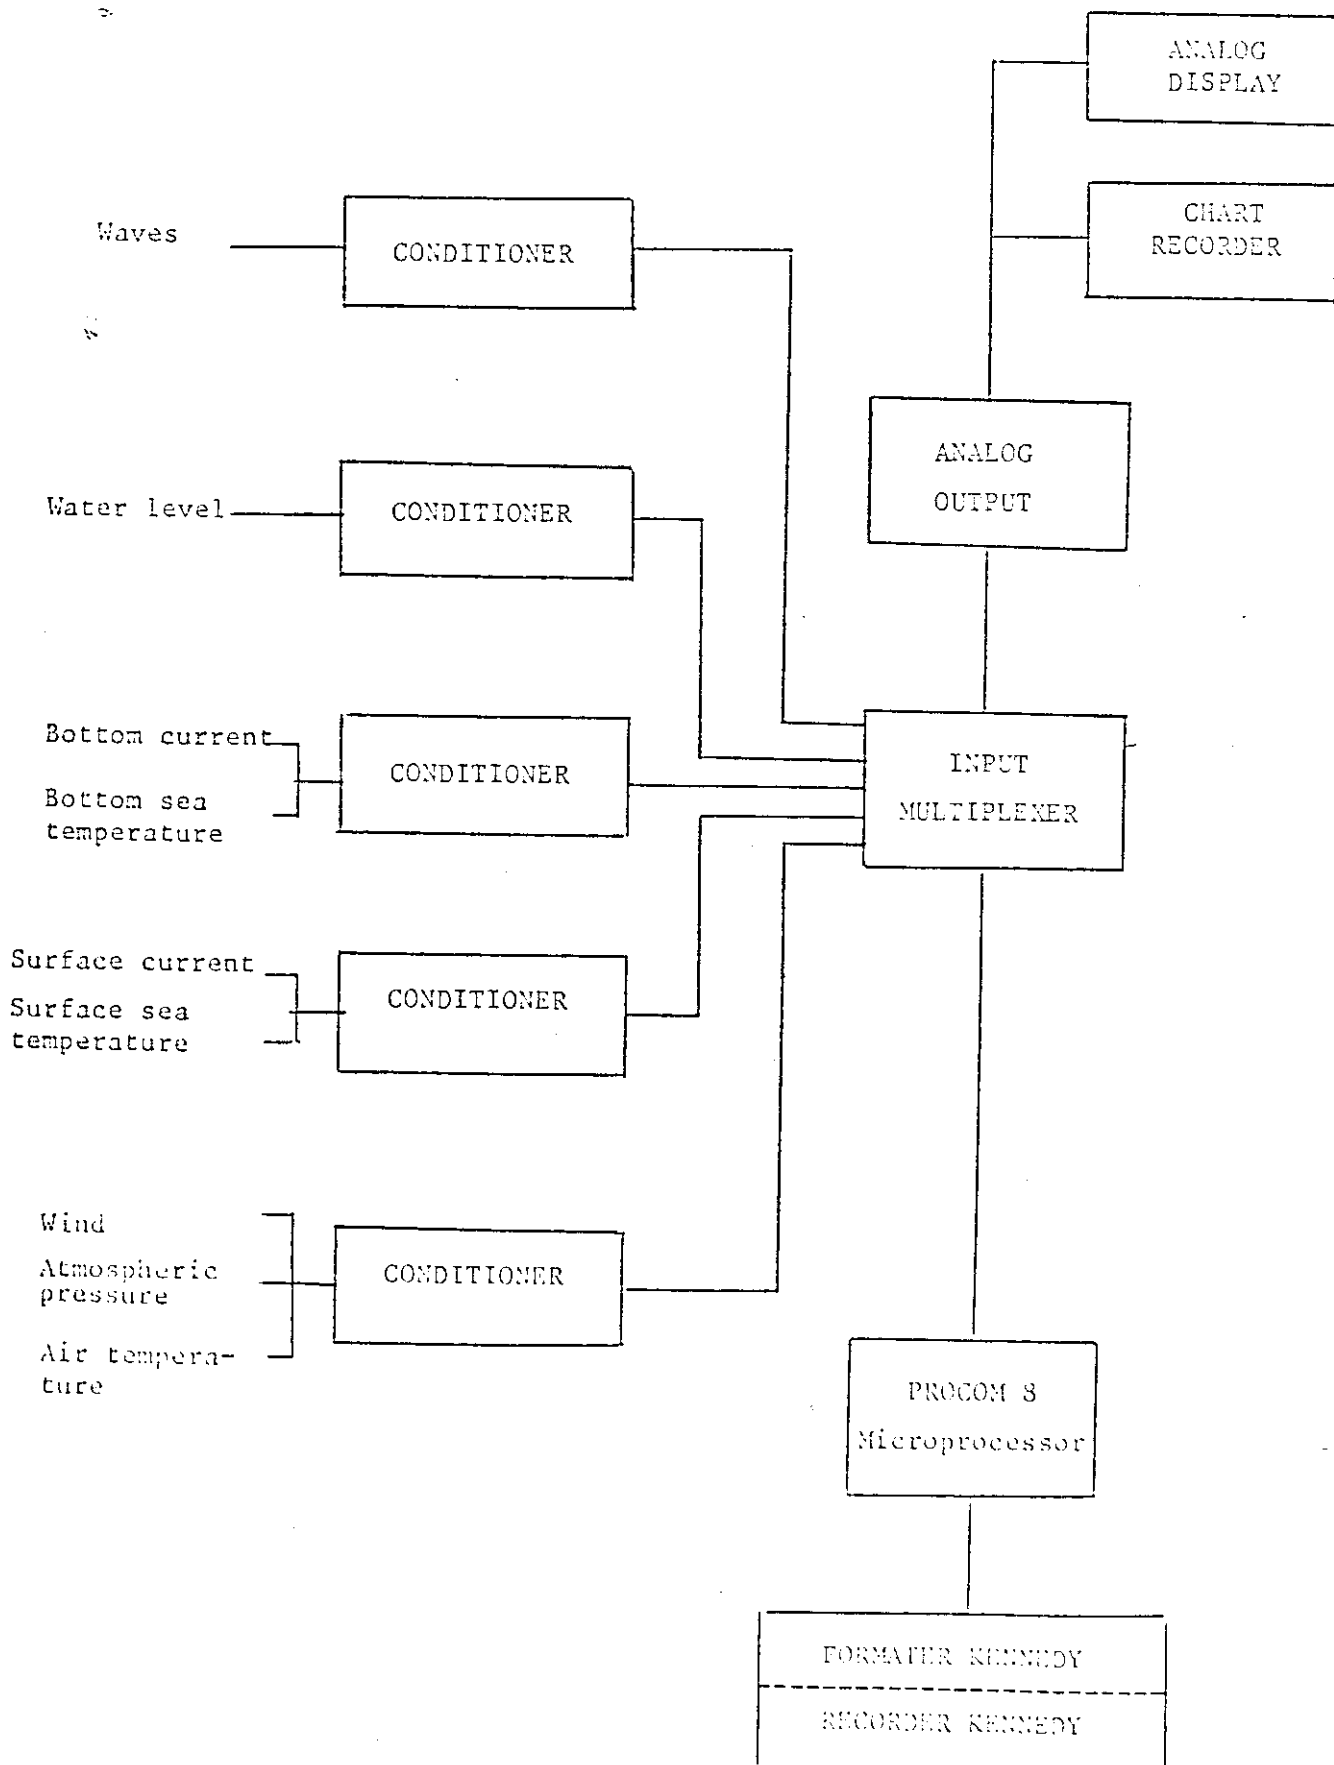 ANALOG
DISPLAY
CHART
RECORDER
Waves
CONDITIONER
ANALOG
OUTPUT
Water level
CONDITIONER
Bottom current
Bottom sea
temperature
CONDITIONER
INPUT
MULTIPLEXER
Surface current
Surface sea
temperature
CONDITIONER
Wind
Atmospheric
pressure
Air tempera-
ture
CONDITIONER
PROCOM 8
Microprocessor
FORMATER KENNEDY
RECORDER KENNEDY